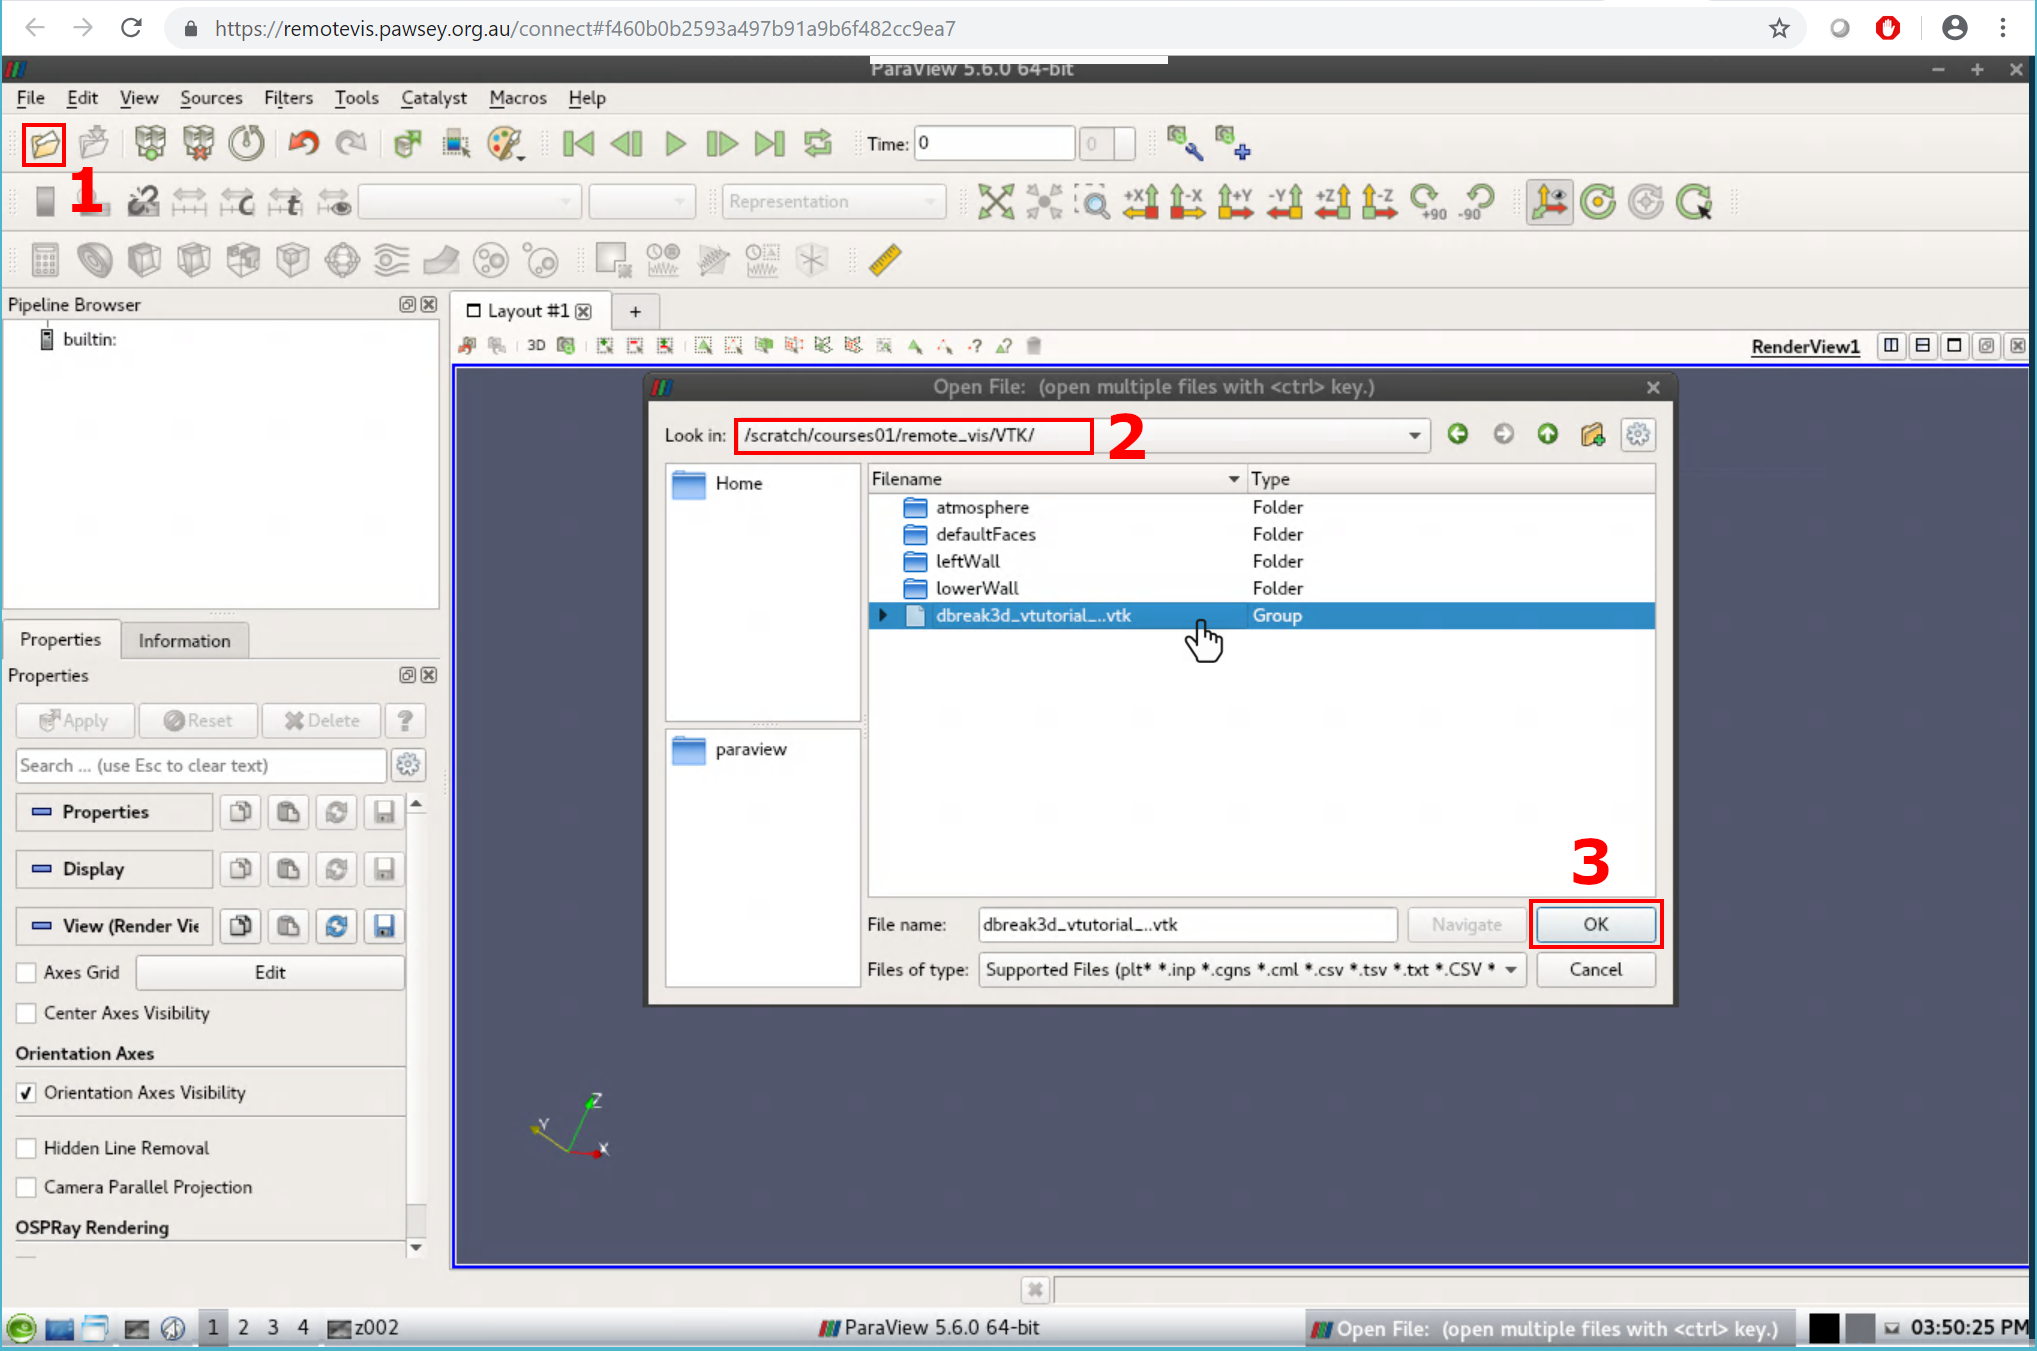 https://remotevis.pawsey.org.au/connect#f460b0b2593a497b91a9b6f482cc9ea7
ParaView 5.6.0 64-bit
File Edit View Sources Filters Tools Catalyst Macros Help
Time: 0 0
1
Representation
+X -X +Y -Y +Z -Z +90 -90
Pipeline Browser
builtin:
Layout #1 +
3D
RenderView1
Open File: (open multiple files with <ctrl> key.)
Look in: /scratch/courses01/remote_vis/VTK/ 2
Home
Filename Type
atmosphere Folder
defaultFaces Folder
leftWall Folder
lowerWall Folder
dbreak3d_vtutorial_..vtk Group
paraview
3
File name: dbreak3d_vtutorial_..vtk Navigate OK
Files of type: Supported Files (plt* *.inp *.cgns *.cml *.csv *.tsv *.txt *.CSV * Cancel
Properties Information
Properties
Apply Reset Delete ?
Search ... (use Esc to clear text)
Properties
Display
View (Render Vie
Axes Grid Edit
Center Axes Visibility
Orientation Axes
Orientation Axes Visibility
Hidden Line Removal
Camera Parallel Projection
OSPRay Rendering
Z
Y
X
1 2 3 4 z002 ParaView 5.6.0 64-bit Open File: (open multiple files with <ctrl> key.) 03:50:25 PM